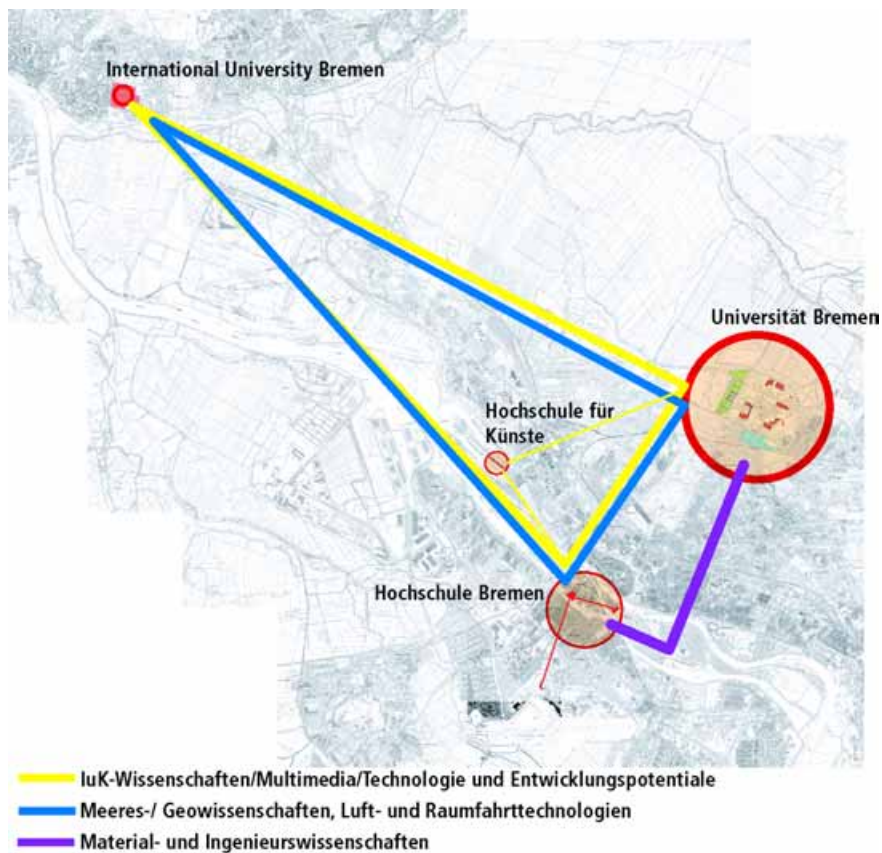 International University Bremen
Universität Bremen
Hochschule für
Künste
Hochschule Bremen
IuK-Wissenschaften/Multimedia/Technologie und Entwicklungspotentiale
Meeres-/ Geowissenschaften, Luft- und Raumfahrttechnologien
Material- und Ingenieurswissenschaften